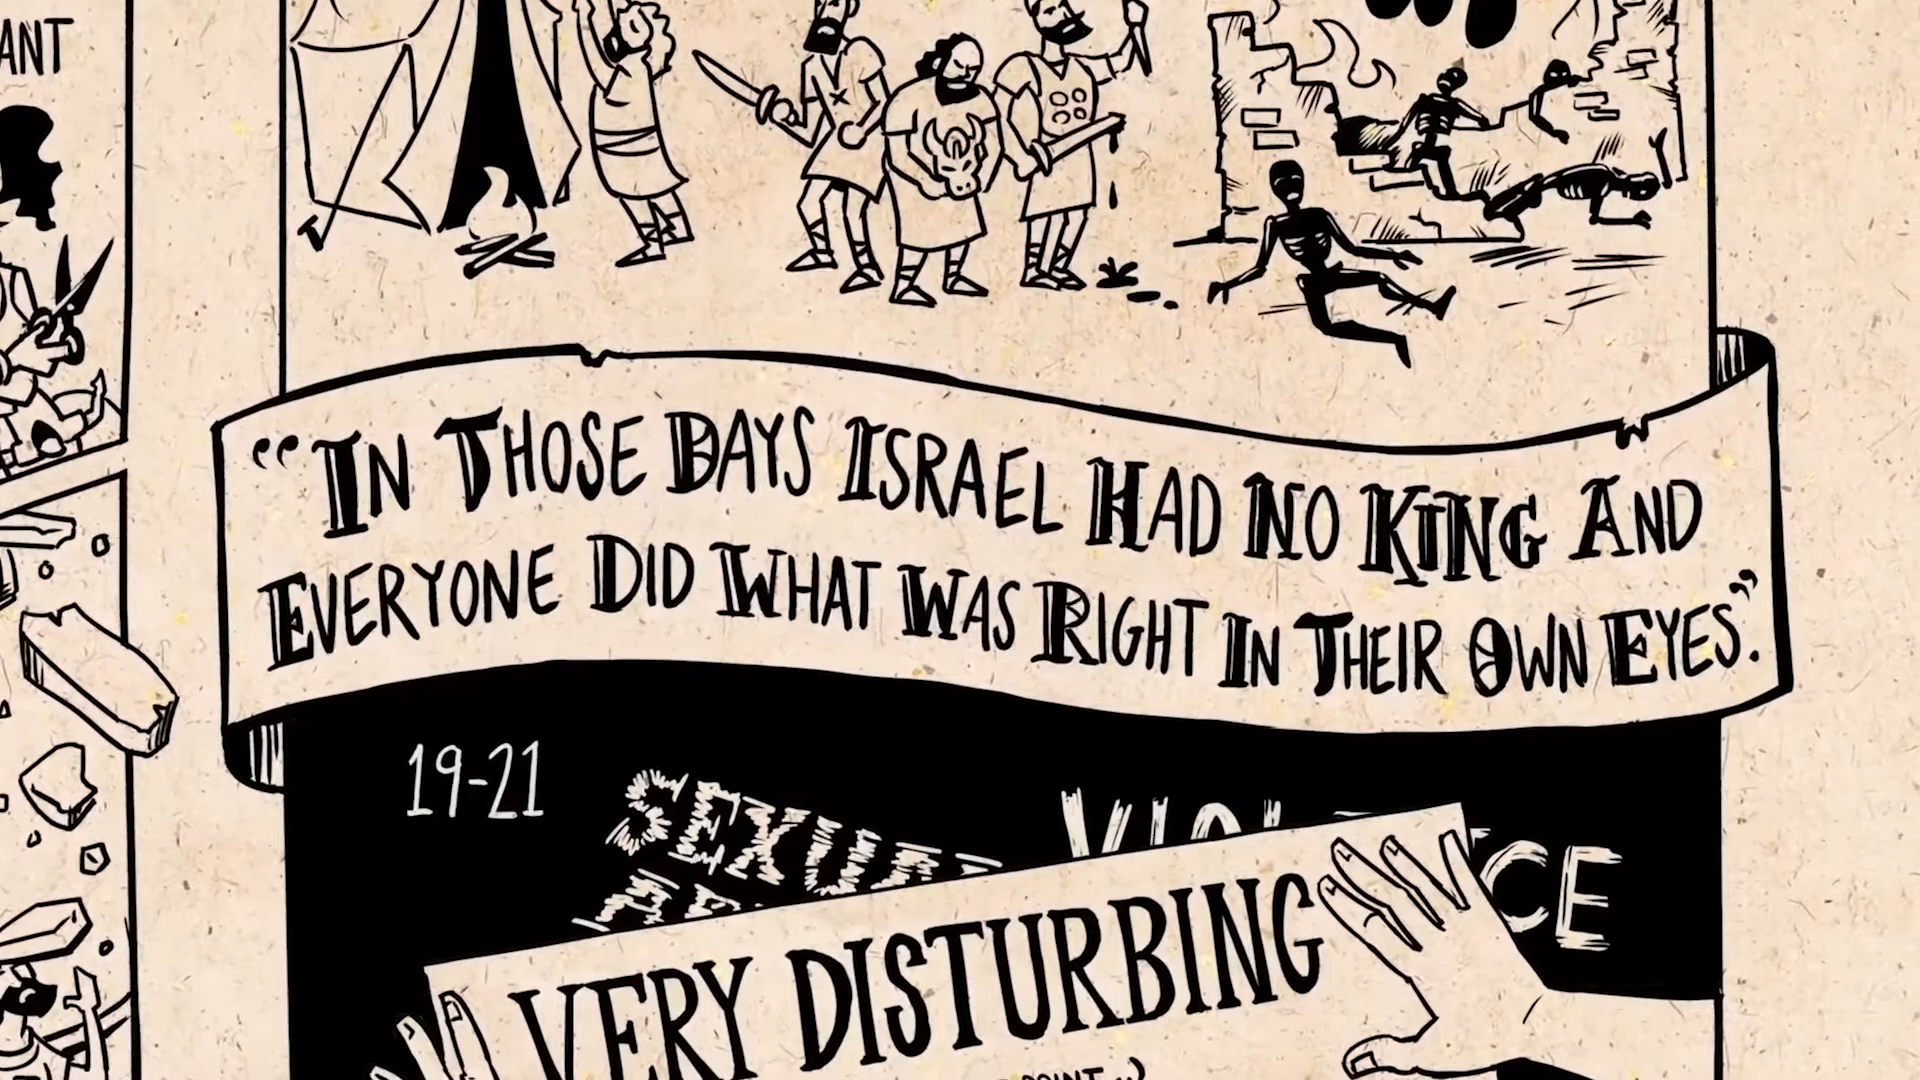 ANT
“IN THOSE DAYS ISRAEL HAD NO KING AND
EVERYONE DID WHAT WAS RIGHT IN THEIR OWN EYES.”
19-21
VERY DISTURBING